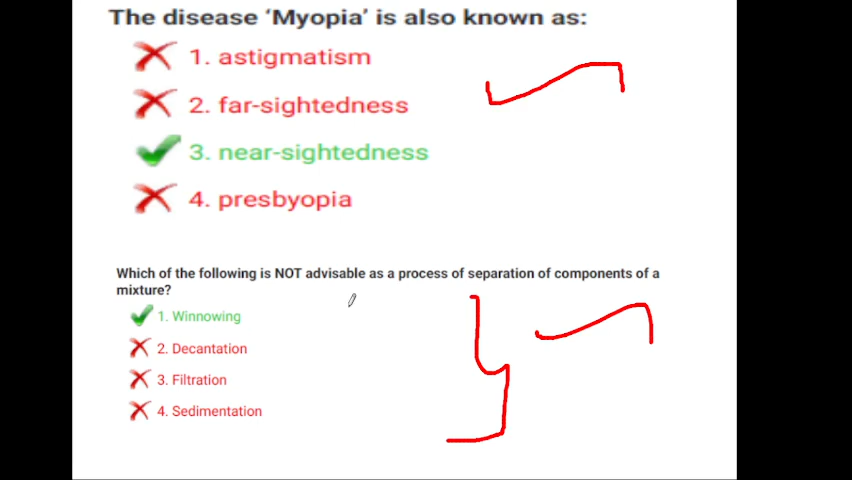 The disease ‘Myopia’ is also known as:
1. astigmatism
2. far-sightedness
3. near-sightedness
4. presbyopia
Which of the following is NOT advisable as a process of separation of components of a
mixture?
1. Winnowing
2. Decantation
3. Filtration
4. Sedimentation